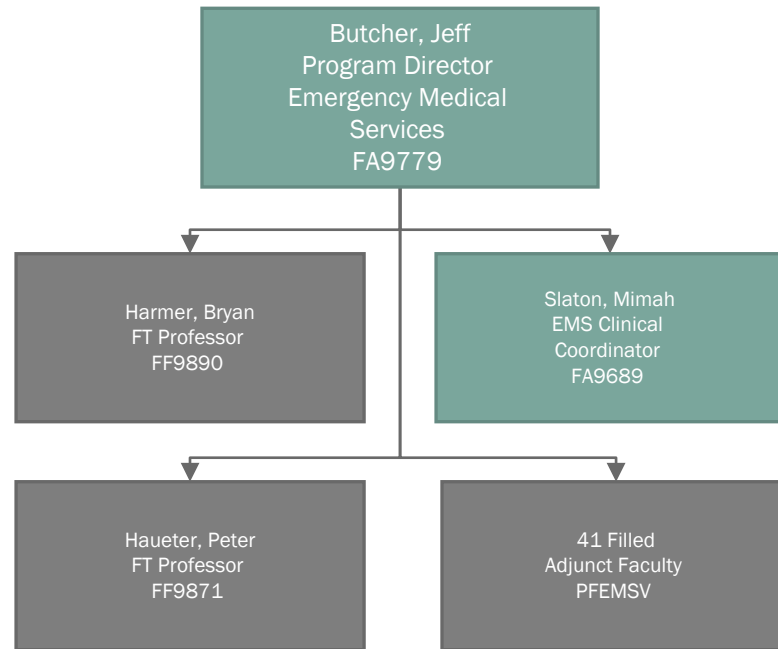 Butcher, Jeff
Program Director
Emergency Medical
Services
FA9779
Harmer, Bryan
FT Professor
FF9890
Slaton, Mimah
EMS Clinical
Coordinator
FA9689
Haueter, Peter
FT Professor
FF9871
41 Filled
Adjunct Faculty
PFEMSV